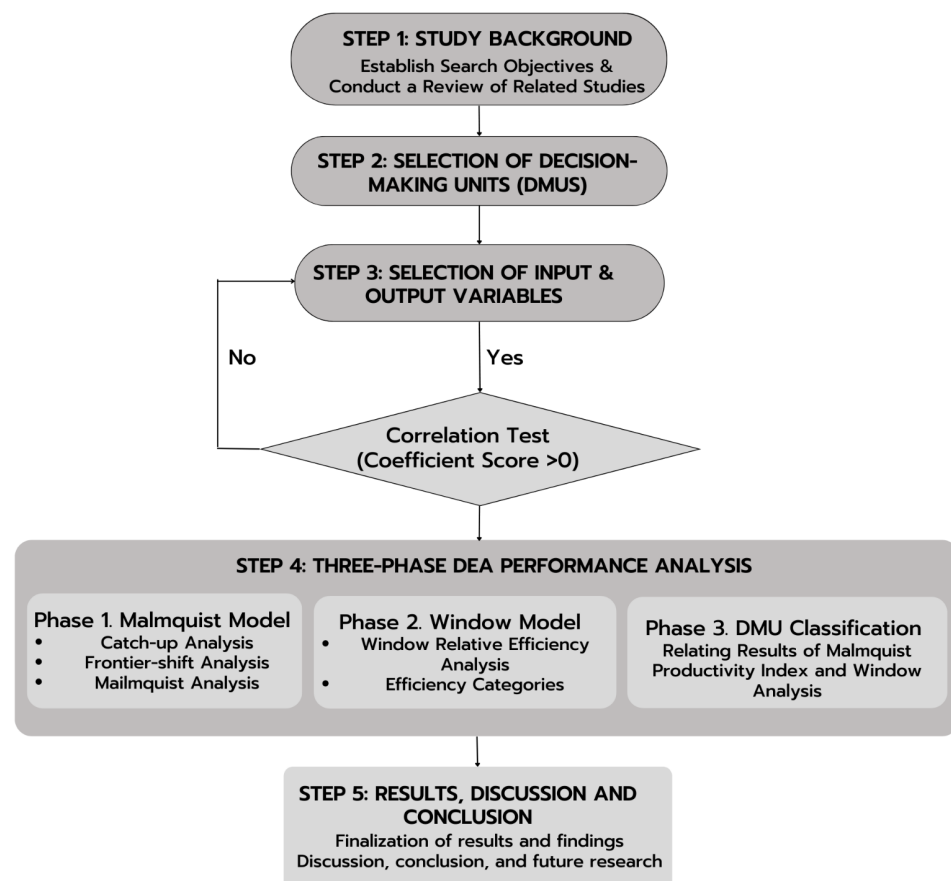 STEP 1: STUDY BACKGROUND
Establish Search Objectives &
Conduct a Review of Related Studies
STEP 2: SELECTION OF DECISION-
MAKING UNITS (DMUS)
STEP 3: SELECTION OF INPUT &
OUTPUT VARIABLES
No
Yes
Correlation Test
(Coefficient Score >0)
STEP 4: THREE-PHASE DEA PERFORMANCE ANALYSIS
Phase 1. Malmquist Model
• Catch-up Analysis
• Frontier-shift Analysis
• Mailmquist Analysis
Phase 2. Window Model
• Window Relative Efficiency
Analysis
• Efficiency Categories
Phase 3. DMU Classification
Relating Results of Malmquist
Productivity Index and Window
Analysis
STEP 5: RESULTS, DISCUSSION AND
CONCLUSION
Finalization of results and findings
Discussion, conclusion, and future research